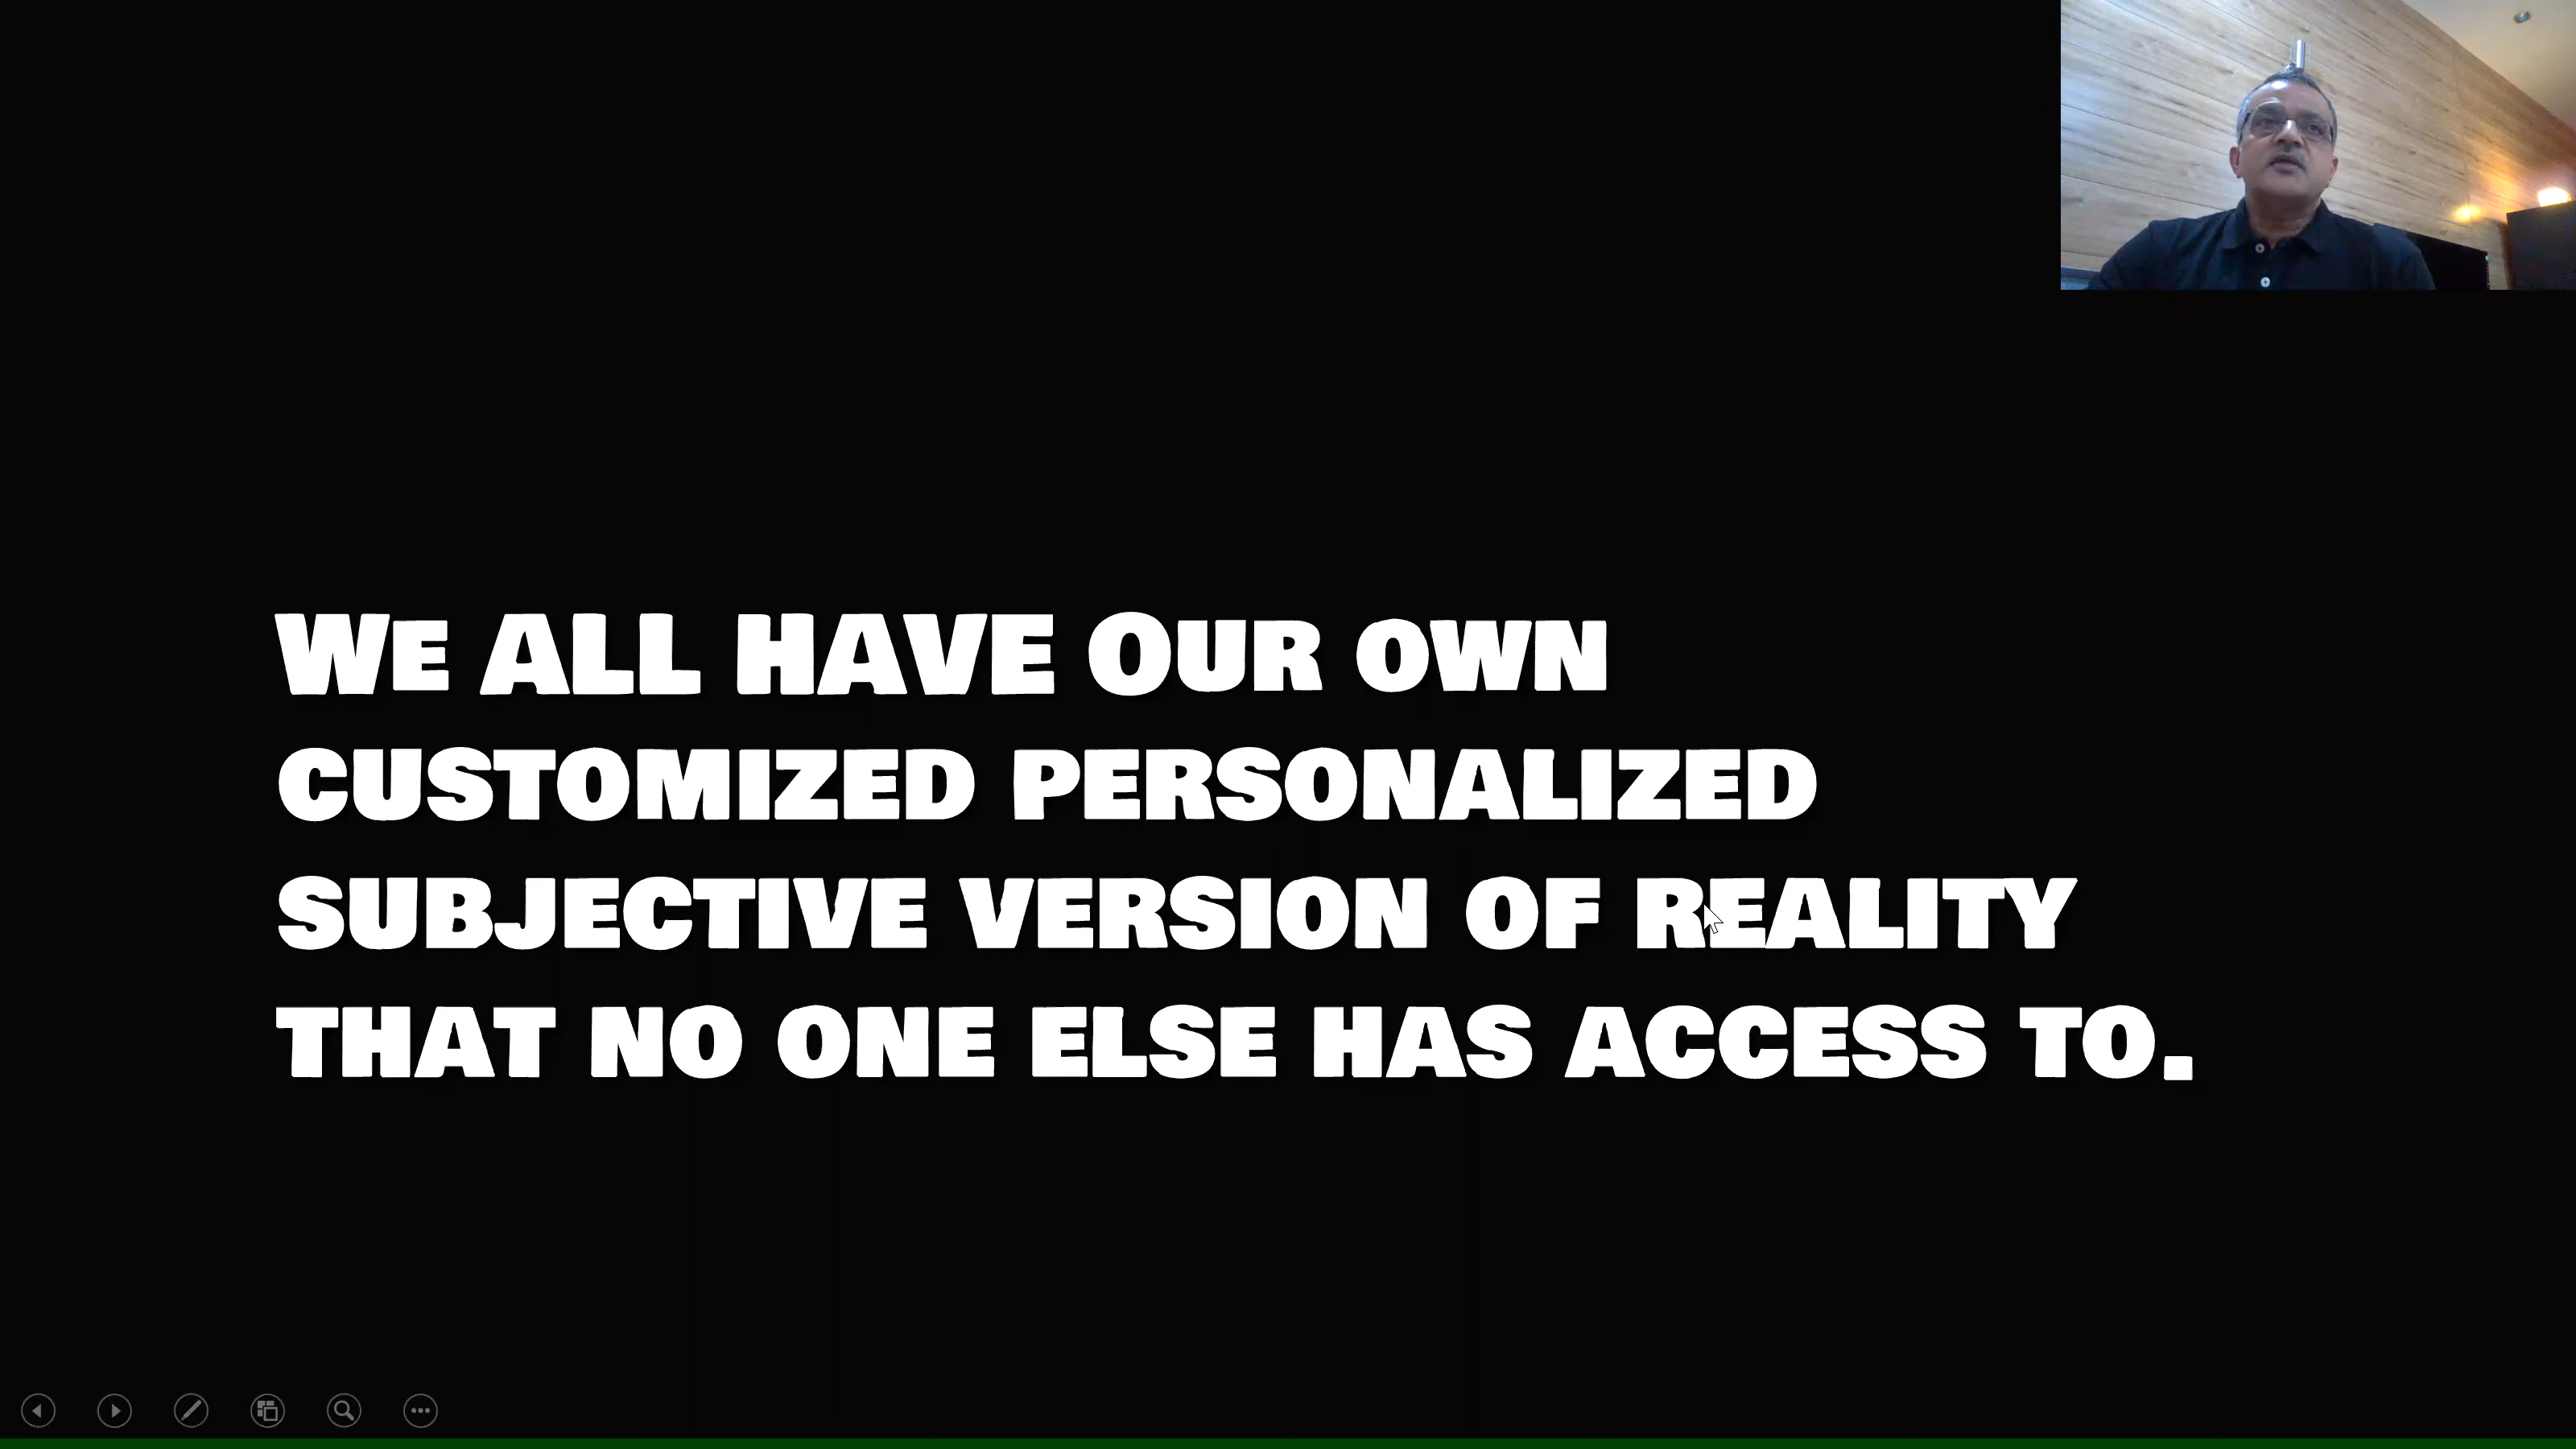 We ALL HAVE Our own
customized personalized
subjective version of reality
that no one else has access to.